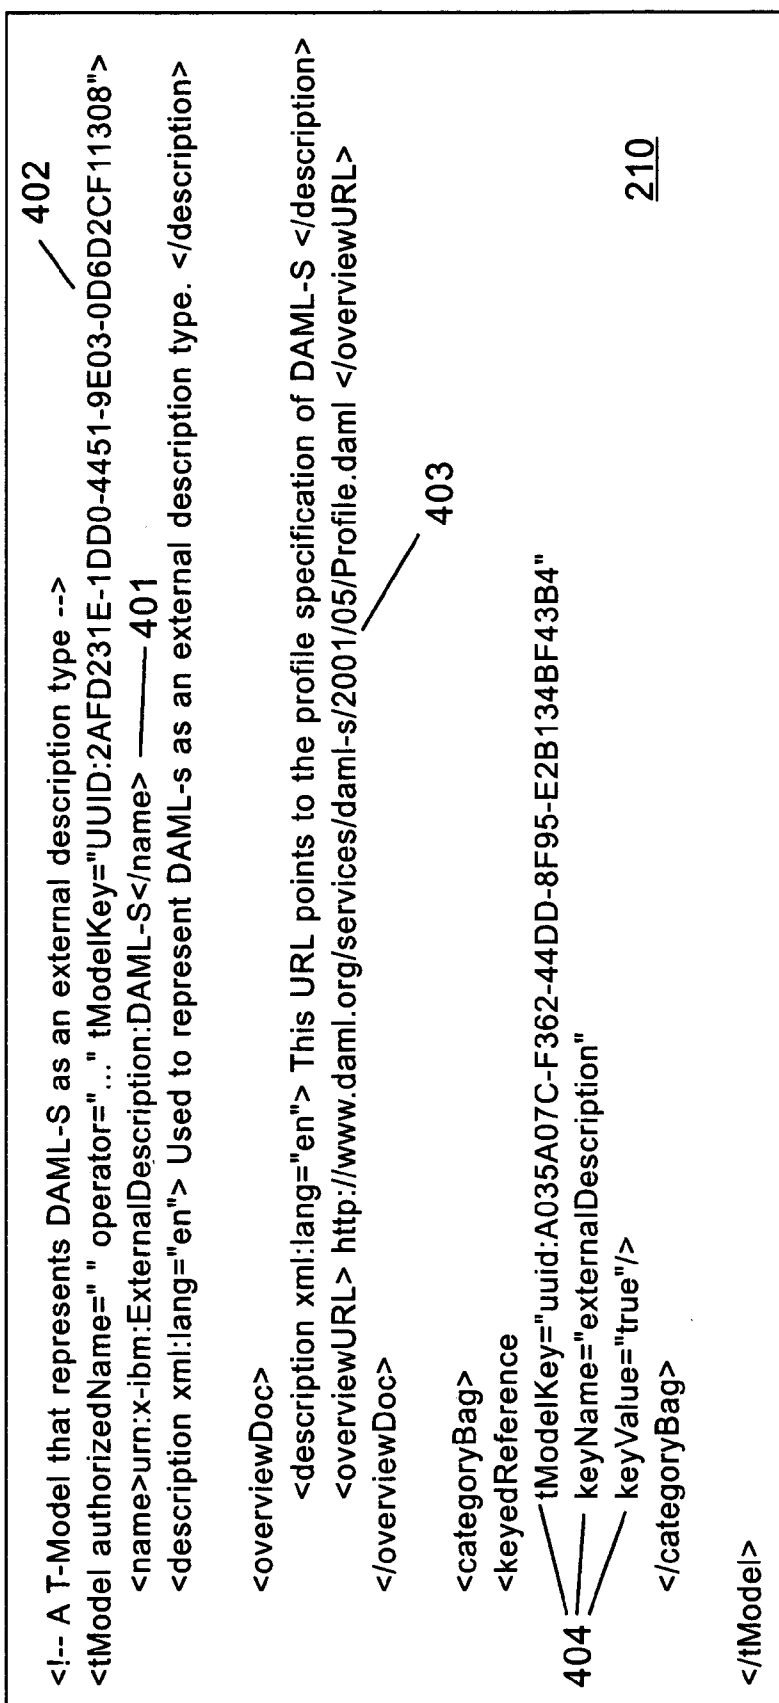 <!-- A T-Model that represents DAML-S as an external description type -->
402
<tModel authorizedName=" " operator="..." tModelKey="UUID:2AFD231E-1DD0-4451-9E03-0D6D2CF11308">
<name>urn:x-ibm:ExternalDescription:DAML-S</name> 401
<description xml:lang="en"> Used to represent DAML-s as an external description type. </description>
<overviewDoc>
<description xml:lang="en"> This URL points to the profile specification of DAML-S </description>
<overviewURL> http://www.daml.org/services/daml-s/2001/05/Profile.daml </overviewURL>
</overviewDoc>
403
<categoryBag>
<keyedReference
404
tModelKey="uuid:A035A07C-F362-44DD-8F95-E2B134BF43B4"
keyName="externalDescription"
keyValue="true"/>
</categoryBag>
210
</tModel>